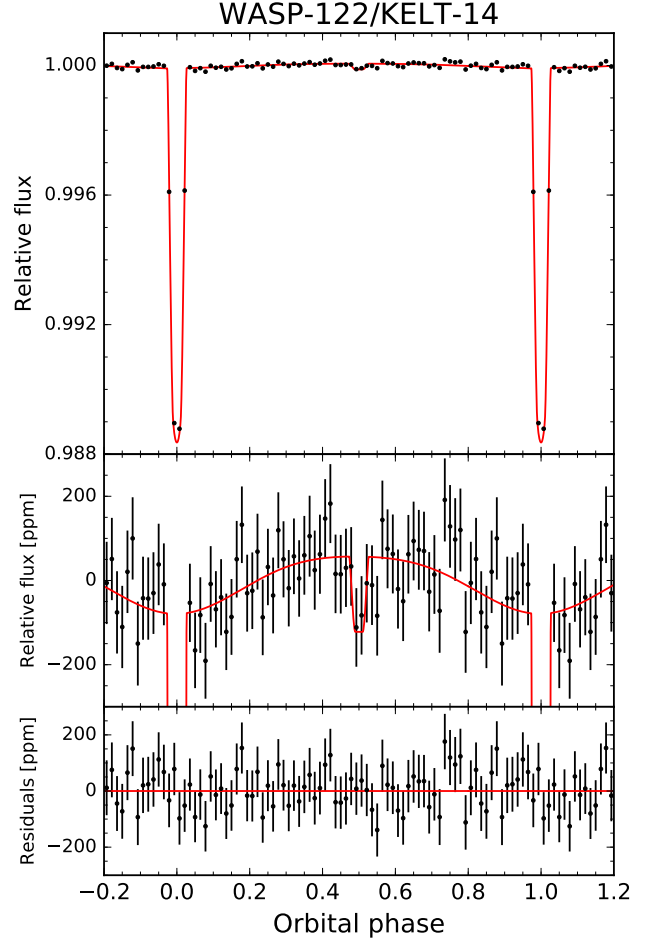 WASP-122/KELT-14
1.000
0.996
0.992
0.988
Relative flux
200
0
−200
Relative flux [ppm]
200
0
−200
Residuals [ppm]
−0.2 0.0 0.2 0.4 0.6 0.8 1.0 1.2
Orbital phase